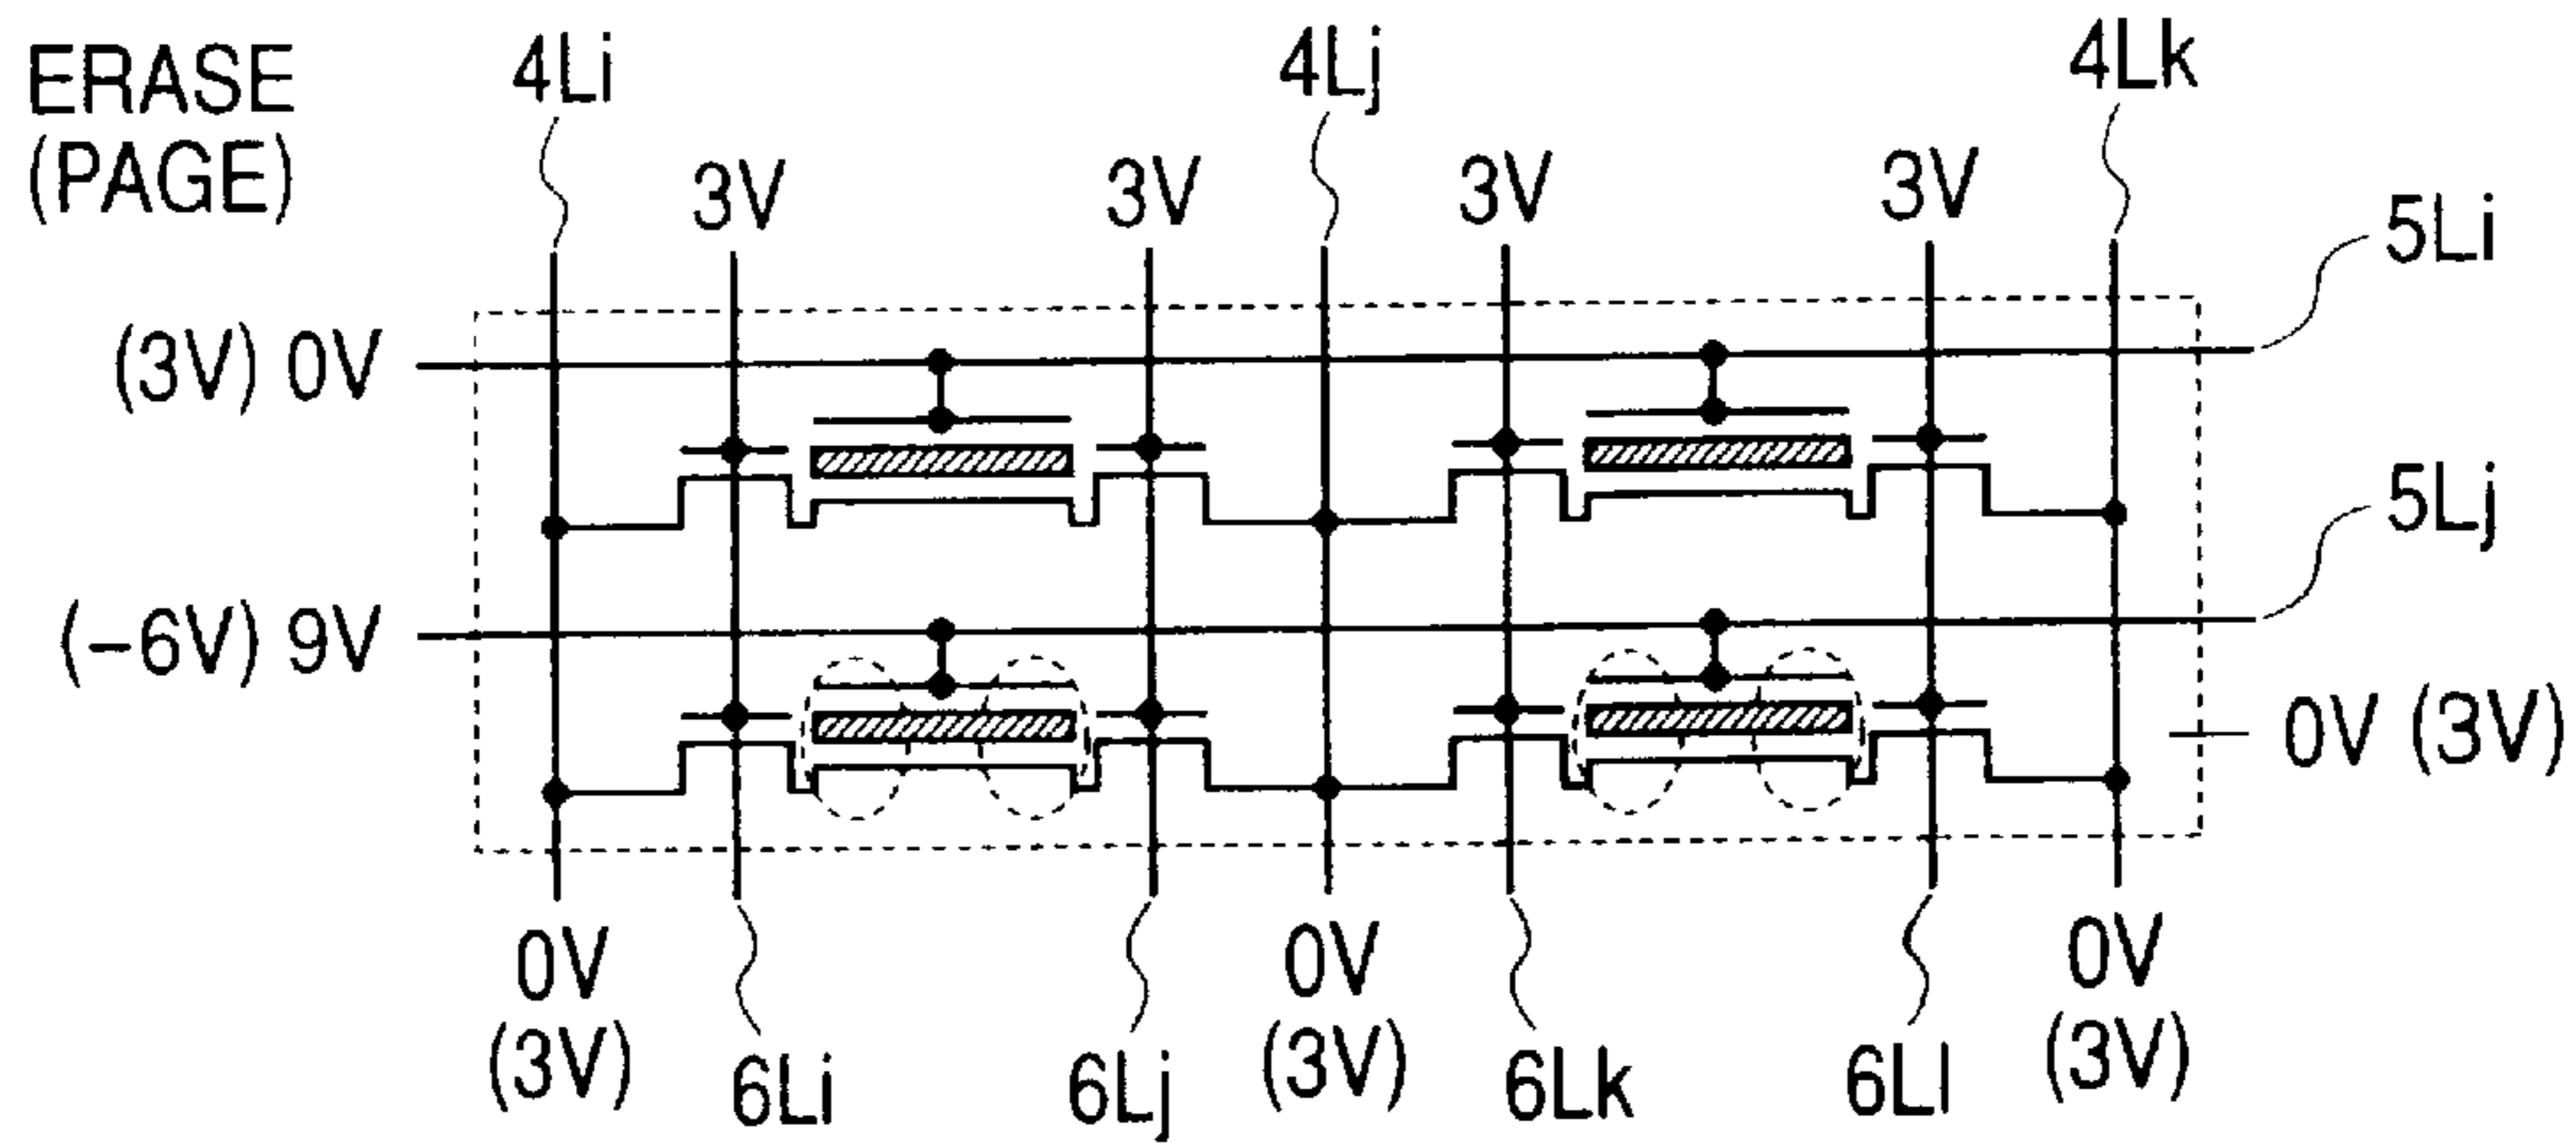 ERASE
(PAGE)
4Li
4Lj
4Lk
3V
3V
3V
3V
5Li
(3V) 0V
5Lj
(-6V) 9V
0V (3V)
0V
(3V)
0V
(3V)
0V
(3V)
6Li
6Lj
6Lk
6Ll